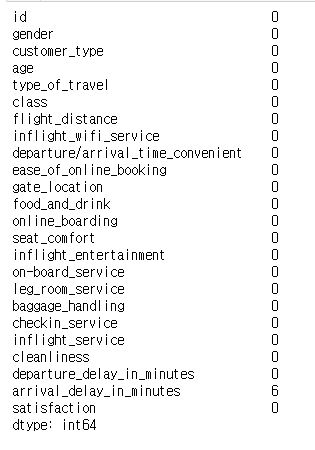 id 0
gender 0
customer_type 0
age 0
type_of_travel 0
class 0
flight_distance 0
inflight_wifi_service 0
departure/arrival_time_convenient 0
ease_of_online_booking 0
gate_location 0
food_and_drink 0
online_boarding 0
seat_comfort 0
inflight_entertainment 0
on-board_service 0
leg_room_service 0
baggage_handling 0
checkin_service 0
inflight_service 0
cleanliness 0
departure_delay_in_minutes 0
arrival_delay_in_minutes 6
satisfaction 0
dtype: int64